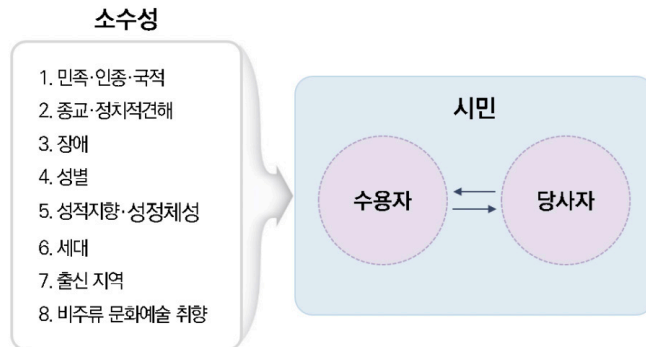 소수성
1. 민족·인종·국적
2. 종교·정치적견해
3. 장애
4. 성별
5. 성적지향·성정체성
6. 세대
7. 출신 지역
8. 비주류 문화예술 취향
시민
수용자
당사자